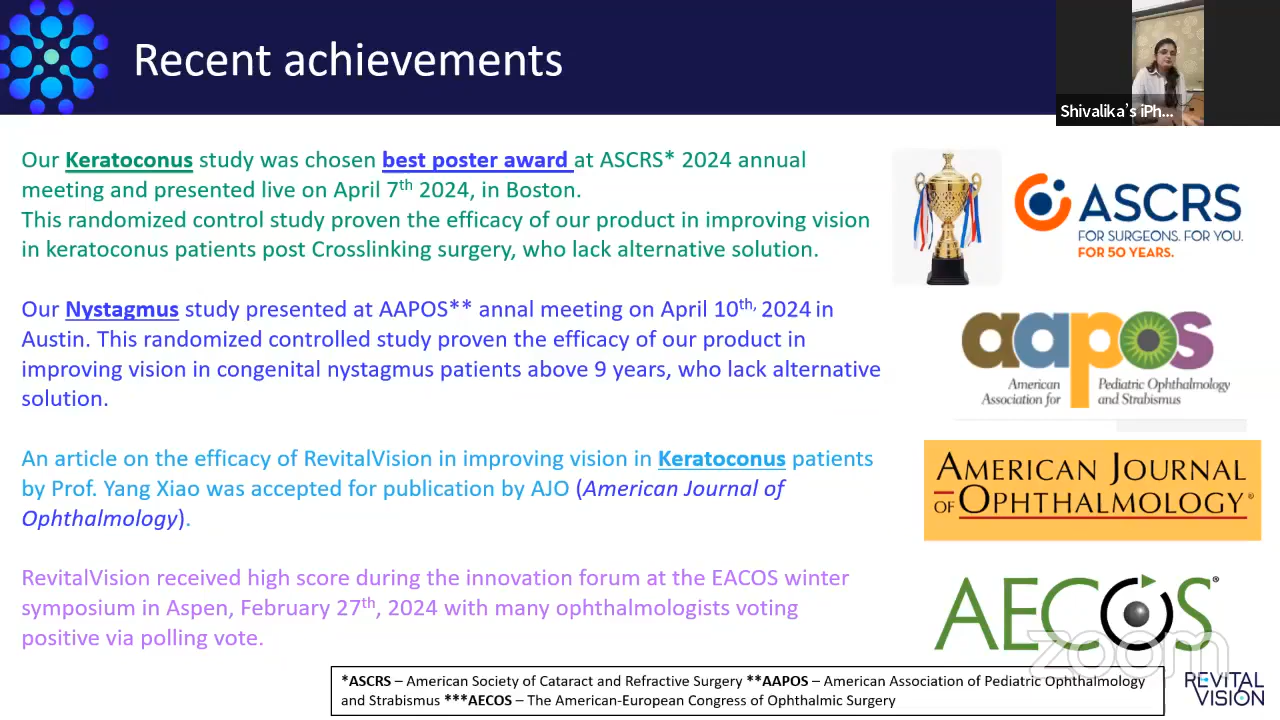 Recent achievements
Shivalika's iPh...
Our Keratoconus study was chosen best poster award at ASCRS* 2024 annual
meeting and presented live on April 7th 2024, in Boston.
This randomized control study proven the efficacy of our product in improving vision
in keratoconus patients post Crosslinking surgery, who lack alternative solution.
ASCRS
FOR SURGEONS. FOR YOU.
FOR 50 YEARS.
Our Nystagmus study presented at AAPOS** annal meeting on April 10th, 2024 in
Austin. This randomized controlled study proven the efficacy of our product in
improving vision in congenital nystagmus patients above 9 years, who lack alternative
solution.
aapos
American Association for
Pediatric Ophthalmology and Strabismus
An article on the efficacy of RevitalVision in improving vision in Keratoconus patients
by Prof. Yang Xiao was accepted for publication by AJO (American Journal of
Ophthalmology).
AMERICAN JOURNAL
OF OPHTHALMOLOGY®
RevitalVision received high score during the innovation forum at the EACOS winter
symposium in Aspen, February 27th, 2024 with many ophthalmologists voting
positive via polling vote.
AECOS®
zoom
*ASCRS – American Society of Cataract and Refractive Surgery **AAPOS – American Association of Pediatric Ophthalmology
and Strabismus ***AECOS – The American-European Congress of Ophthalmic Surgery
REVITAL
VISION